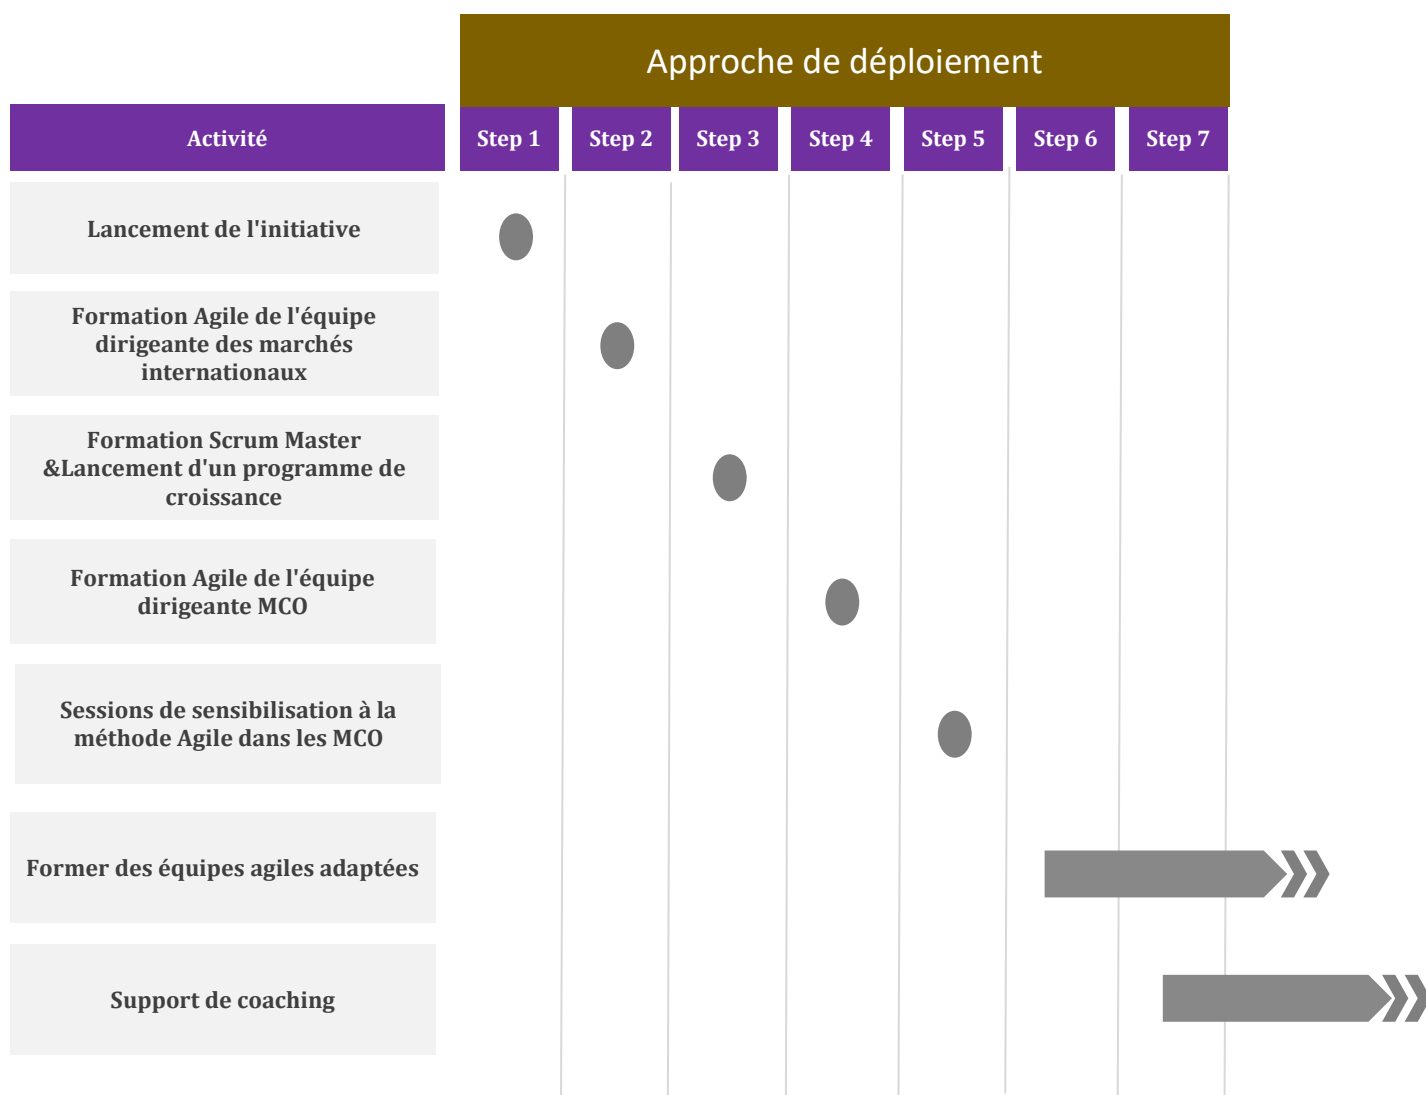 Approche de déploiement
Activité
Step 1
Step 2
Step 3
Step 4
Step 5
Step 6
Step 7
Lancement de l'initiative
Formation Agile de l'équipe
dirigeante des marchés
internationaux
Formation Scrum Master
&Lancement d'un programme de
croissance
Formation Agile de l'équipe
dirigeante MCO
Sessions de sensibilisation à la
méthode Agile dans les MCO
Former des équipes agiles adaptées
Support de coaching